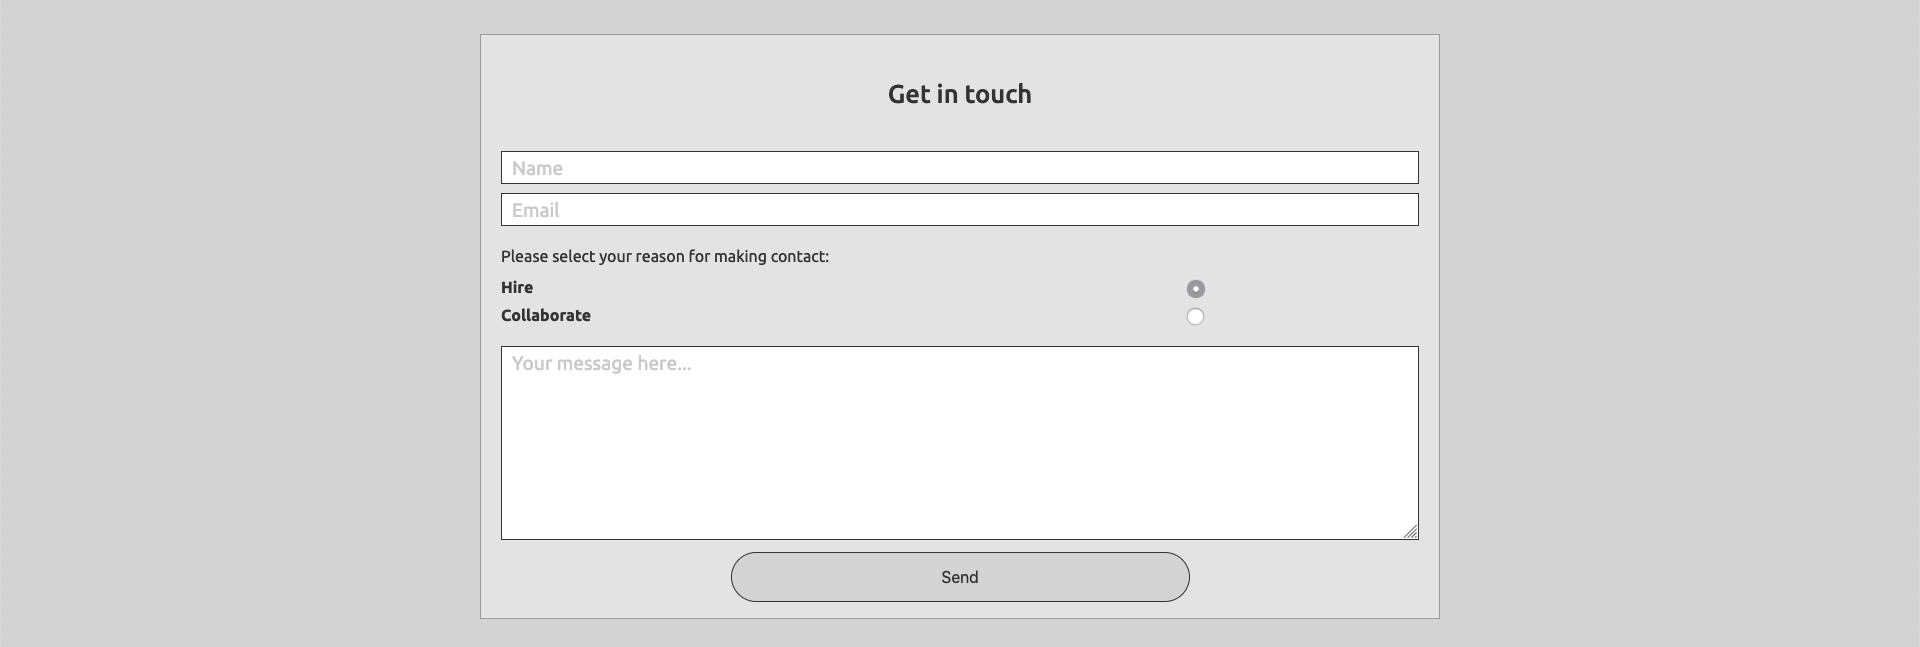 Get in touch
Name
Email
Please select your reason for making contact:
Hire
Collaborate
Your message here...
Send